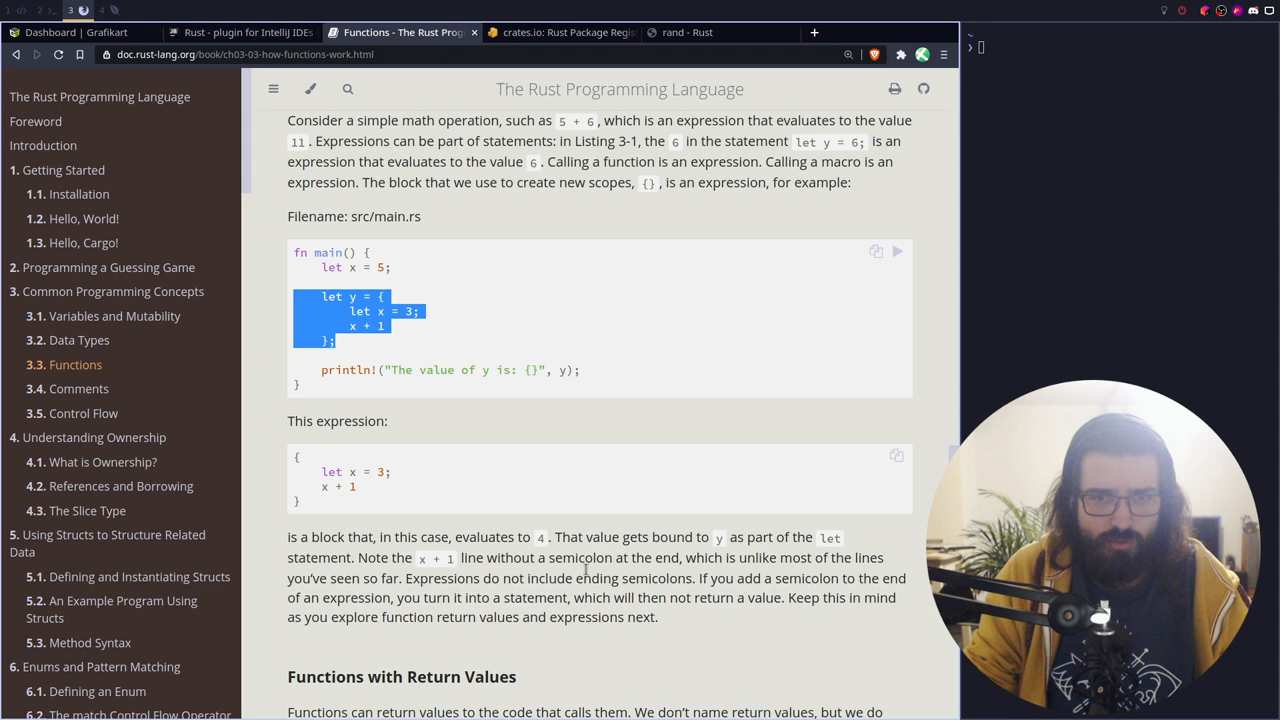 1 2 3 4
Dashboard | Grafikart
Rust - plugin for IntelliJ IDEs
Functions - The Rust Prog
crates.io: Rust Package Regis
rand - Rust
doc.rust-lang.org/book/ch03-03-how-functions-work.html
The Rust Programming Language
Foreword
Introduction
1. Getting Started
1.1. Installation
1.2. Hello, World!
1.3. Hello, Cargo!
2. Programming a Guessing Game
3. Common Programming Concepts
3.1. Variables and Mutability
3.2. Data Types
3.3. Functions
3.4. Comments
3.5. Control Flow
4. Understanding Ownership
4.1. What is Ownership?
4.2. References and Borrowing
4.3. The Slice Type
5. Using Structs to Structure Related
Data
5.1. Defining and Instantiating Structs
5.2. An Example Program Using
Structs
5.3. Method Syntax
6. Enums and Pattern Matching
6.1. Defining an Enum
6.2. The match Control Flow Operator
The Rust Programming Language
Consider a simple math operation, such as 5 + 6, which is an expression that evaluates to the value
11. Expressions can be part of statements: in Listing 3-1, the 6 in the statement let y = 6; is an
expression that evaluates to the value 6. Calling a function is an expression. Calling a macro is an
expression. The block that we use to create new scopes, {}, is an expression, for example:
Filename: src/main.rs
fn main() {
let x = 5;
let y = {
let x = 3;
x + 1
};
println!("The value of y is: {}", y);
}
This expression:
{
let x = 3;
x + 1
}
is a block that, in this case, evaluates to 4. That value gets bound to y as part of the let
statement. Note the x + 1 line without a semicolon at the end, which is unlike most of the lines
you've seen so far. Expressions do not include ending semicolons. If you add a semicolon to the end
of an expression, you turn it into a statement, which will then not return a value. Keep this in mind
as you explore function return values and expressions next.
Functions with Return Values
Functions can return values to the code that calls them. We don't name return values, but we do
~
❯